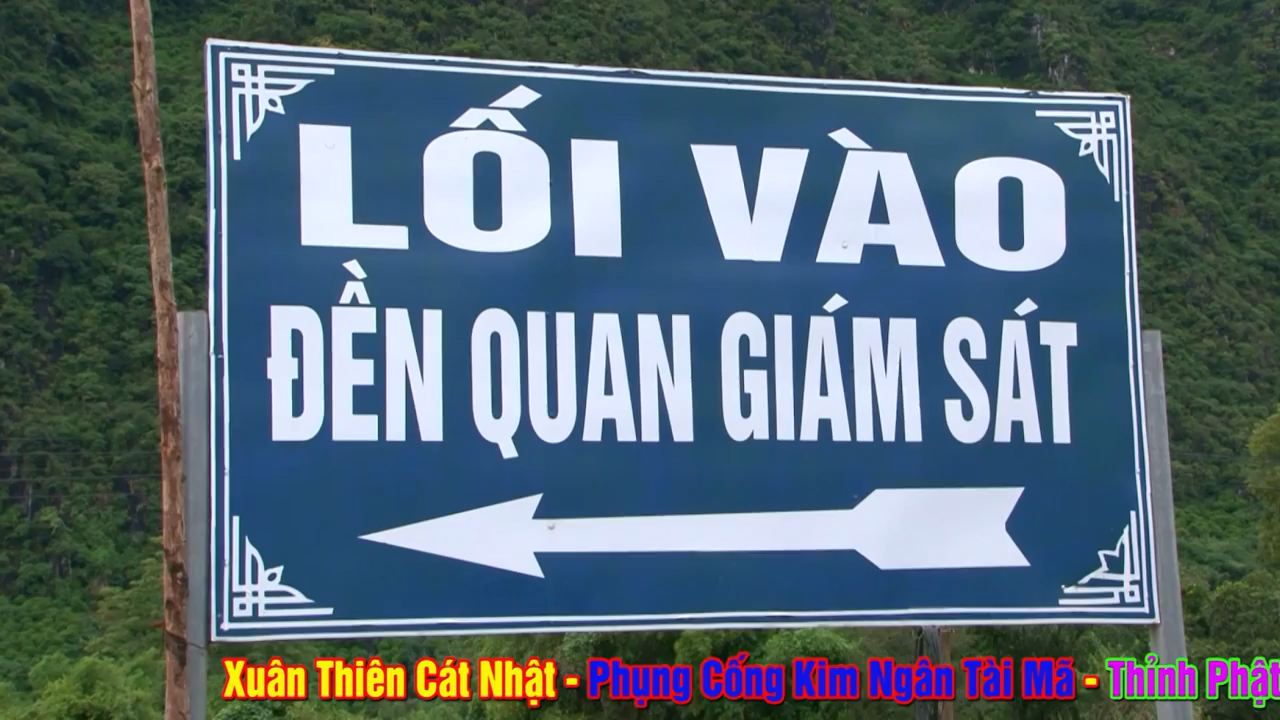 LỐI VÀO
ĐỀN QUAN GIÁM SÁT
Xuân Thiên Cát Nhật - Phụng Cống Kim Ngân Tài Mã - Thỉnh Phật